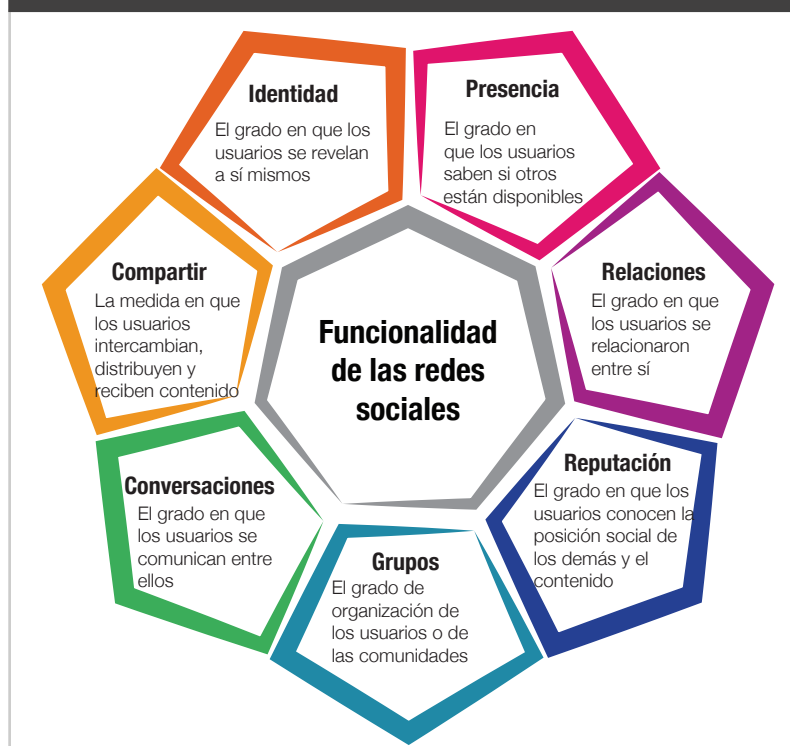 Identidad
El grado en que los
usuarios se revelan
a sí mismos
Presencia
El grado en
que los usuarios
saben si otros
están disponibles
Compartir
La medida en que
los usuarios
intercambian,
distribuyen y
reciben contenido
Funcionalidad
de las redes
sociales
Relaciones
El grado en que
los usuarios se
relacionaron
entre sí
Conversaciones
El grado en que
los usuarios se
comunican entre
ellos
Grupos
El grado de
organización de
los usuarios o de
las comunidades
Reputación
El grado en que los
usuarios conocen la
posición social de
los demás y el
contenido